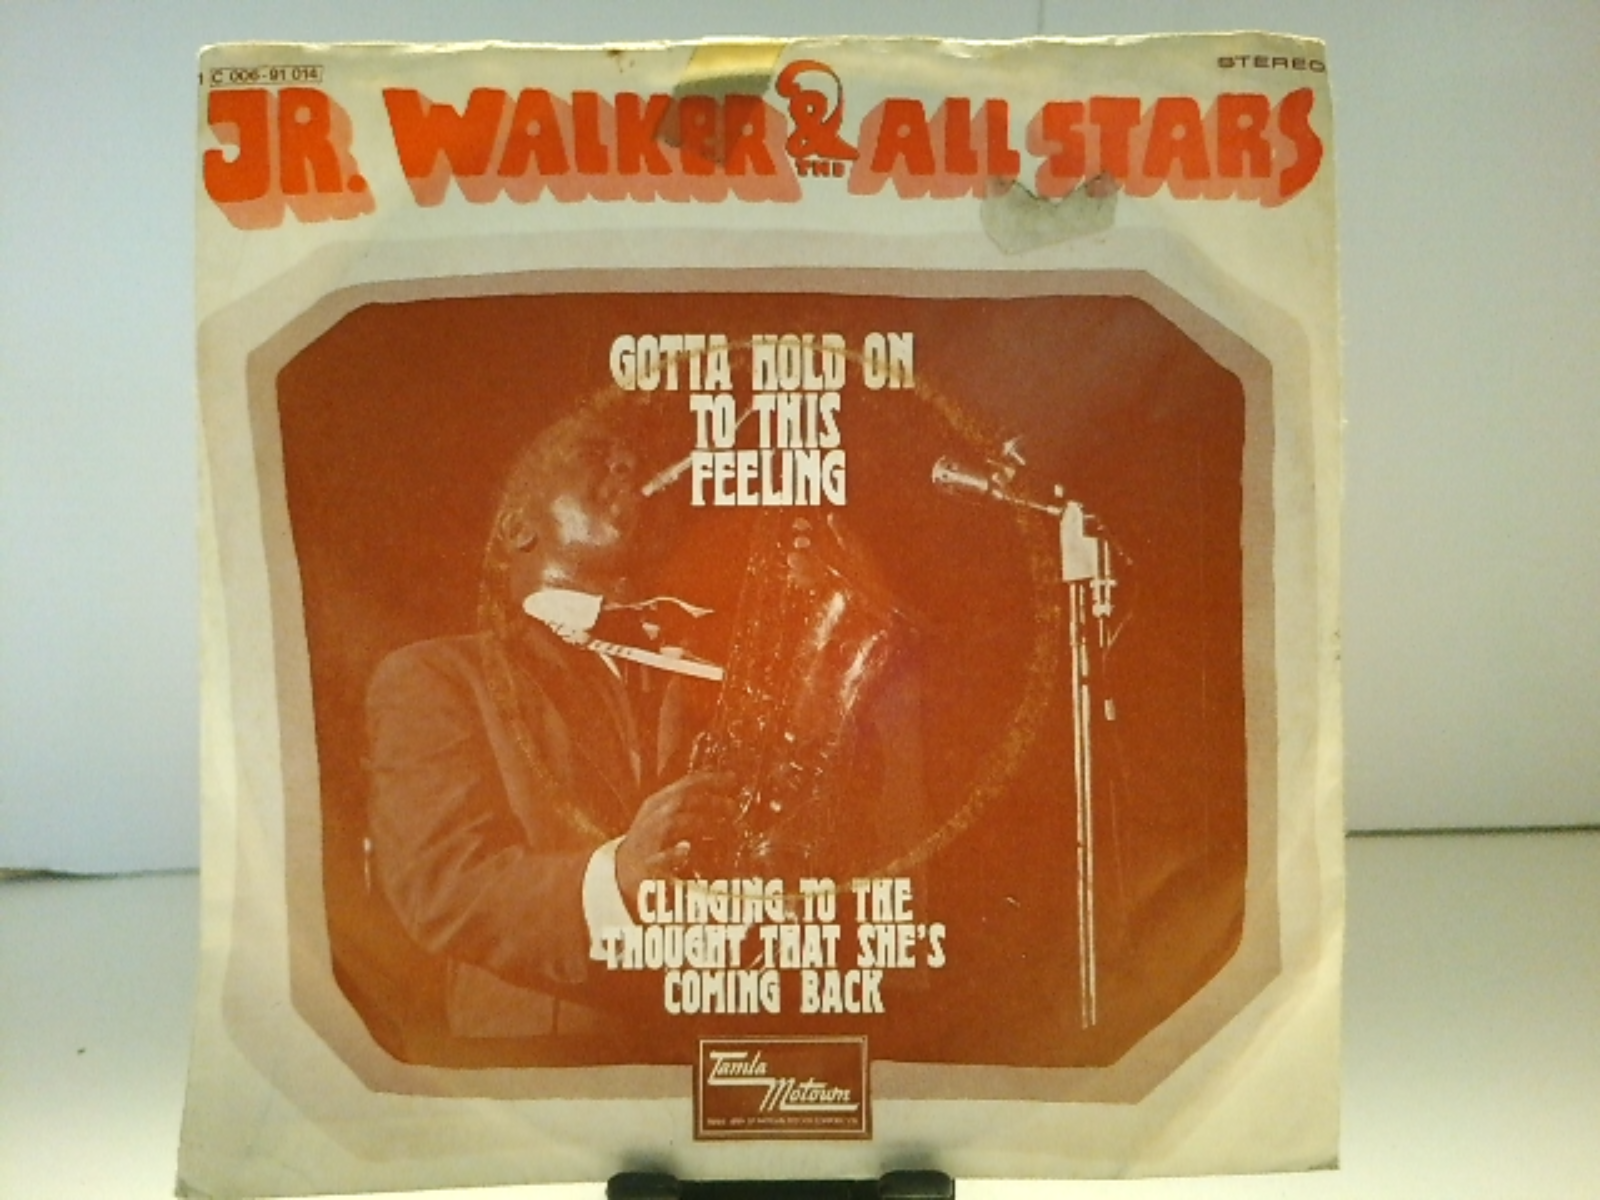 1 C 006-91 014
STEREO
JR. WALKER & THE ALL STARS
GOTTA HOLD ON
TO THIS
FEELING
CLINGING TO THE
THOUGHT THAT SHE'S
COMING BACK
Tamla
Motown